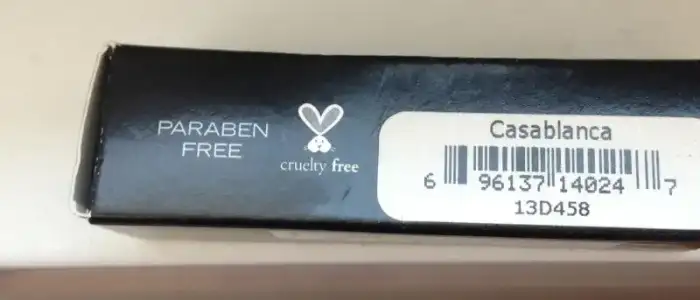 PARABEN
FREE
cruelty free
Casablanca
6 96137 14024 7
13D458